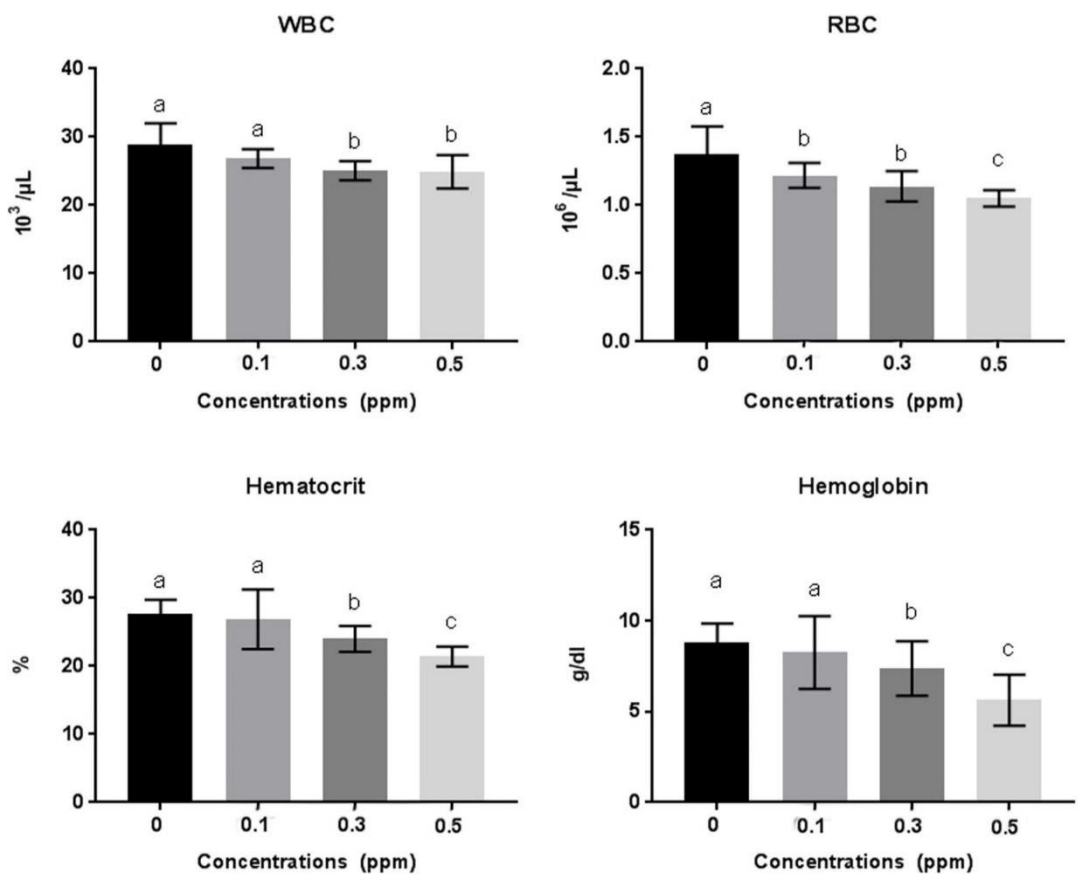 WBC
40
30
20
10
0
10³ /µL
a
a
b
b
0
0.1
0.3
0.5
Concentrations (ppm)
RBC
2.0
1.5
1.0
0.5
0.0
10⁶ /µL
a
b
b
c
0
0.1
0.3
0.5
Concentrations (ppm)
Hematocrit
40
30
20
10
0
%
a
a
b
c
0
0.1
0.3
0.5
Concentrations (ppm)
Hemoglobin
15
10
5
0
g/dl
a
a
b
c
0
0.1
0.3
0.5
Concentrations (ppm)